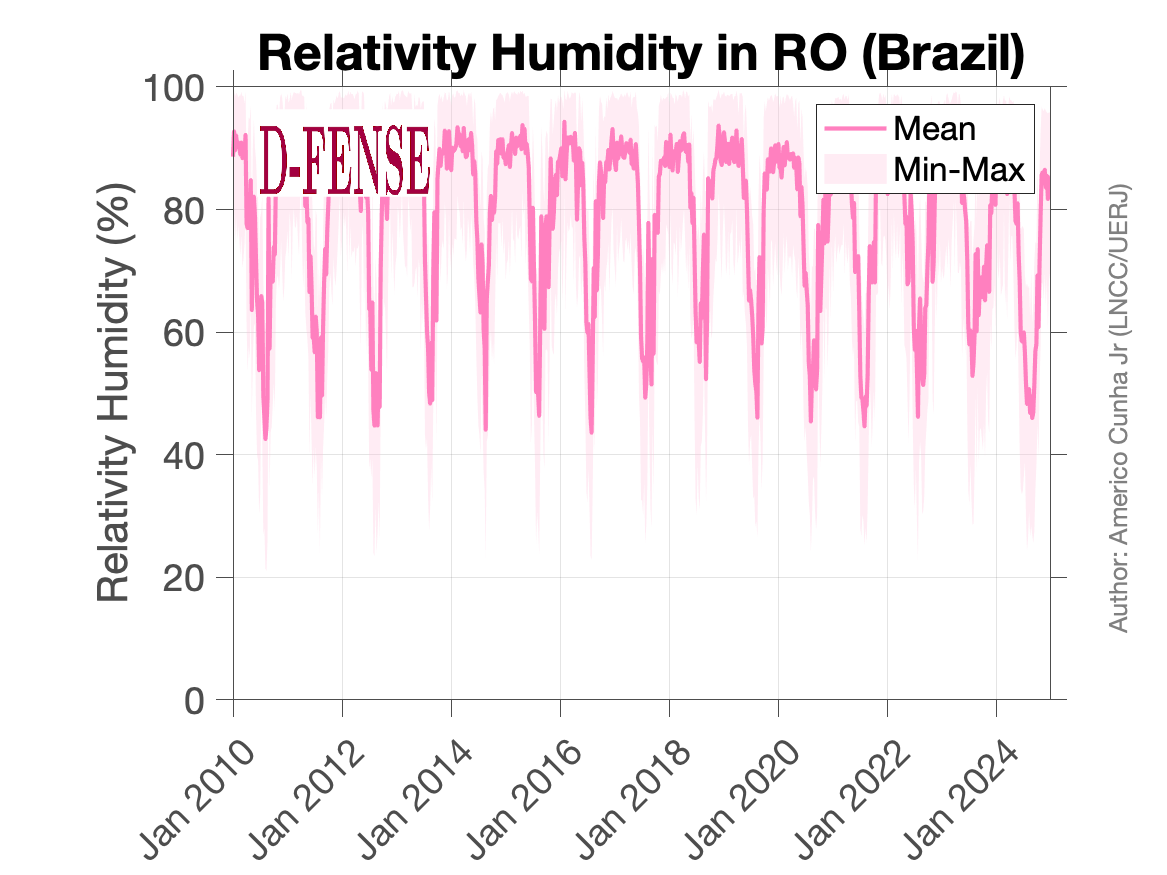 Relativity Humidity in RO (Brazil)
D-FENSE
Mean
Min-Max
Relativity Humidity (%)
100
80
60
40
20
0
Jan 2010
Jan 2012
Jan 2014
Jan 2016
Jan 2018
Jan 2020
Jan 2022
Jan 2024
Author: Americo Cunha Jr (LNCC/UERJ)